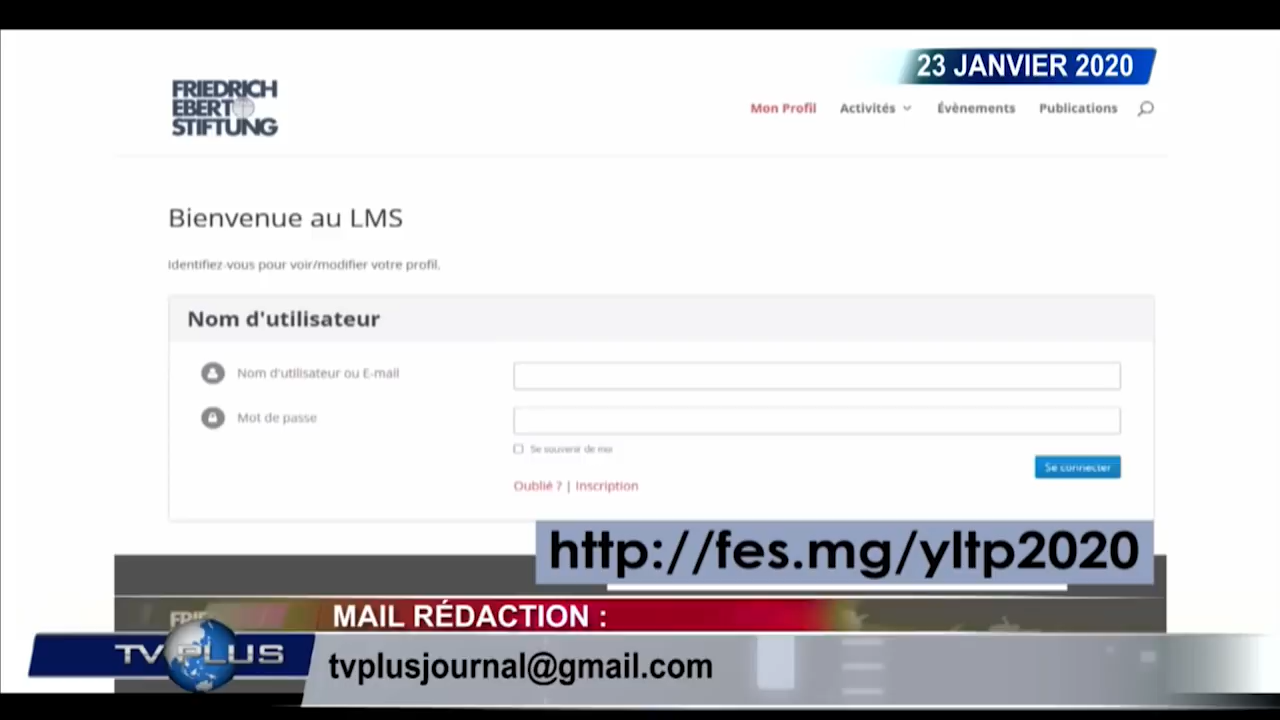 23 JANVIER 2020
FRIEDRICH
EBERT
STIFTUNG
Mon Profil Activités Évènements Publications
Bienvenue au LMS
Identifiez-vous pour voir/modifier votre profil.
Nom d'utilisateur
Nom d'utilisateur ou E-mail
Mot de passe
Se souvenir de moi
Se connecter
Oublié ? | Inscription
http://fes.mg/yltp2020
MAIL RÉDACTION :
TVPLUS
tvplusjournal@gmail.com